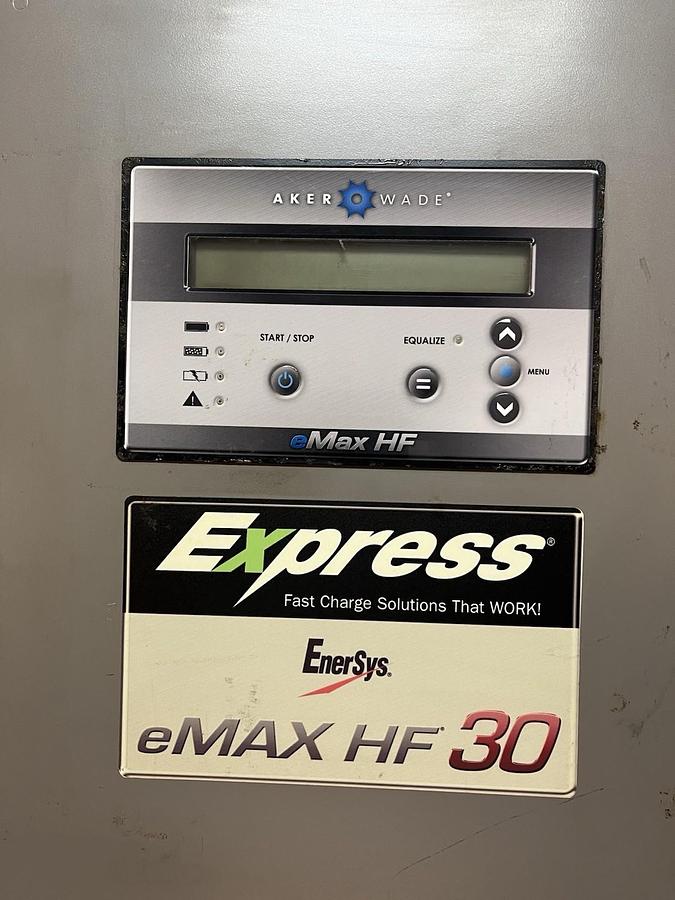 AKER WADE®
START / STOP
EQUALIZE
MENU
eMax HF
Express®
Fast Charge Solutions That WORK!
EnerSys®
eMAX HF 30